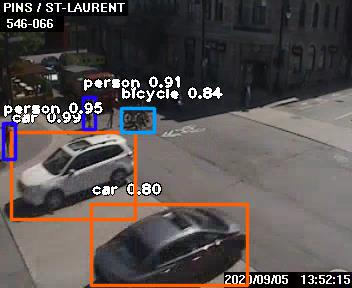 PINS / ST-LAURENT
546-066
person 0.91
bicycle 0.84
person 0.95
car 0.99
car 0.80
2020/09/05 13:52:15